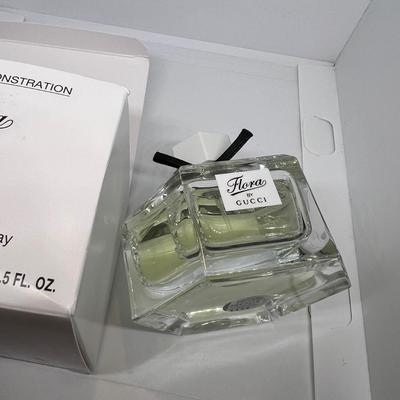 ONSTRATION
ay
.5 FL. OZ.
Flora
BY
GUCCI